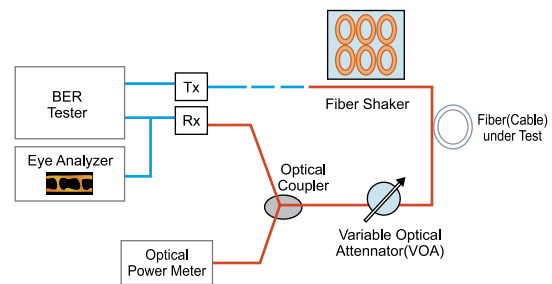 BER
Tester
Tx
Rx
Eye Analyzer
Fiber Shaker
Fiber(Cable)
under Test
Optical
Coupler
Variable Optical
Attennator(VOA)
Optical
Power Meter